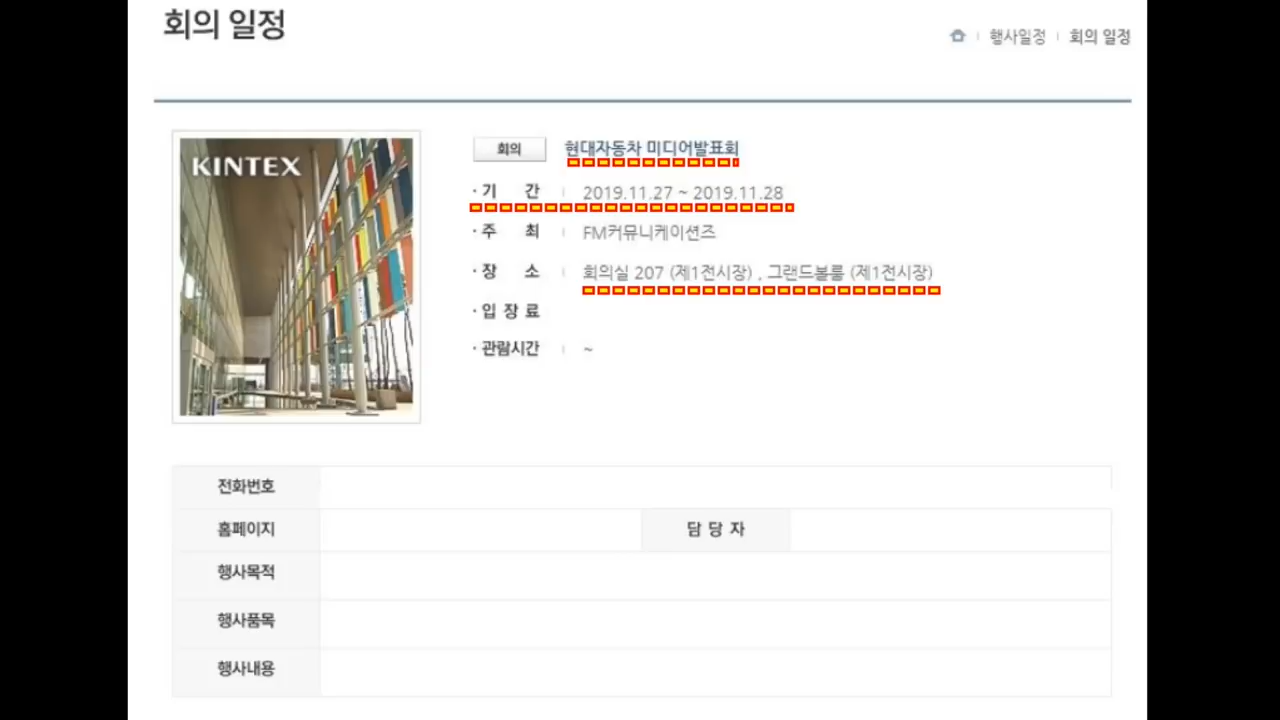 회의 일정
행사일정 회의 일정
KINTEX
회의 현대자동차 미디어발표회
· 기 간 2019.11.27 ~ 2019.11.28
· 주 최 FM커뮤니케이션즈
· 장 소 회의실 207 (제1전시장) , 그랜드볼룸 (제1전시장)
· 입 장 료
· 관람시간 ~
전화번호
홈페이지 담 당 자
행사목적
행사품목
행사내용